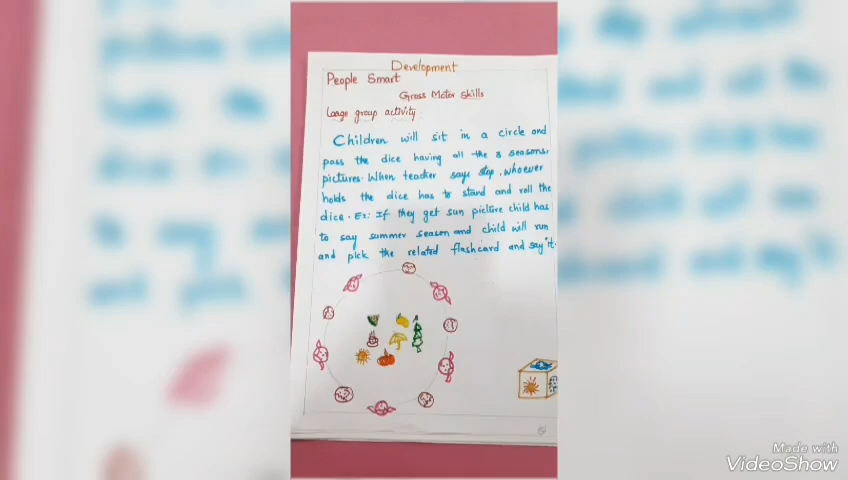 Development
People Smart
Gross Motor Skills
Large group activity
Children will sit in a circle and
pass the dice having all the 3 seasons.
pictures. When teacher says stop, whoever
holds the dice has to stand and roll the
dice. Ex: If they get sun picture child has
to say summer season and child will run
and pick the related flashcard and say it.
Made with
VideoShow